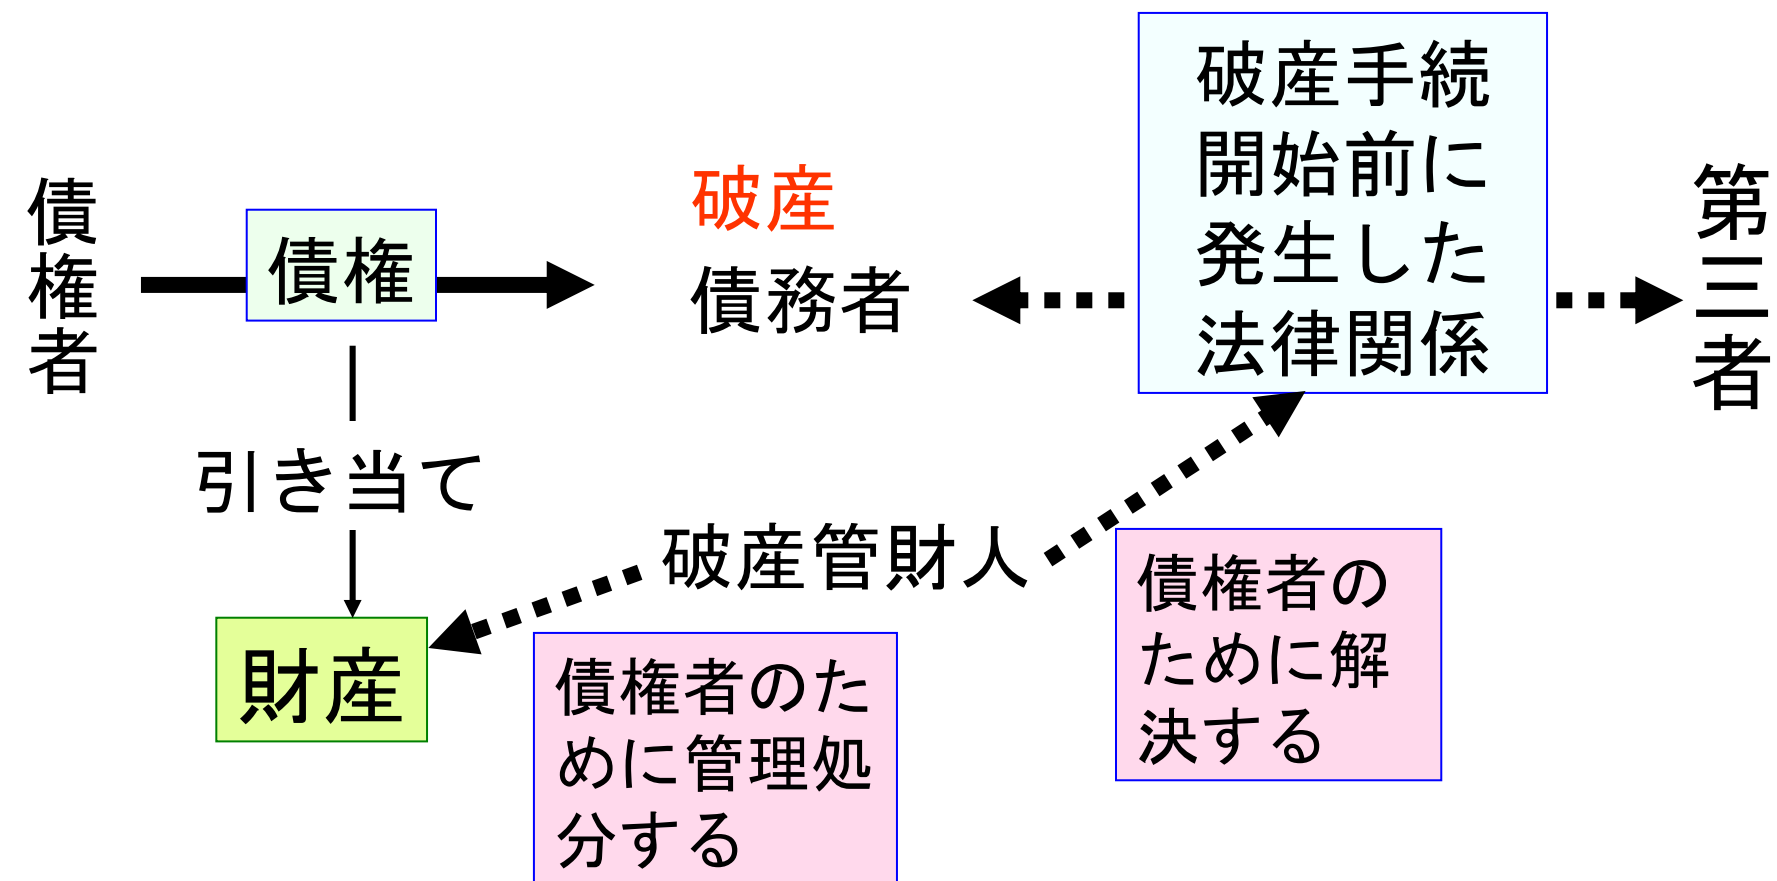 債権者
債権
破産
債務者
破産手続
開始前に
発生した
法律関係
第三者
引き当て
破産管財人
財産
債権者のた
めに管理処
分する
債権者の
ために解
決する